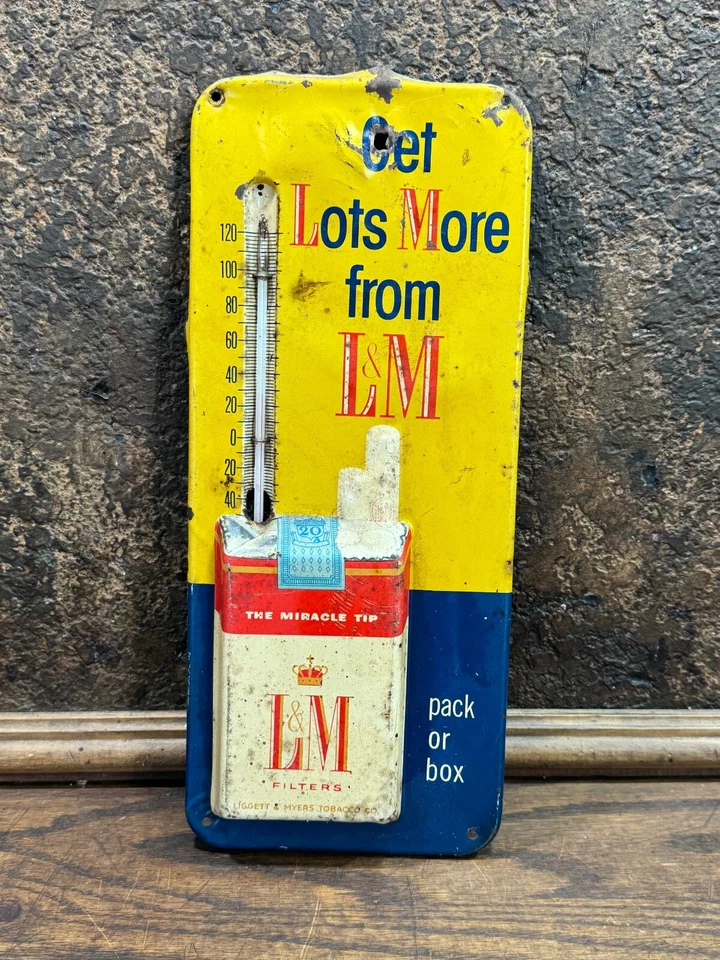 Get
Lots More
from
L&M
120
100
80
60
40
20
0
20
40
20
THE MIRACLE TIP
L&M
FILTERS
LIGGETT & MYERS TOBACCO CO.
pack
or
box